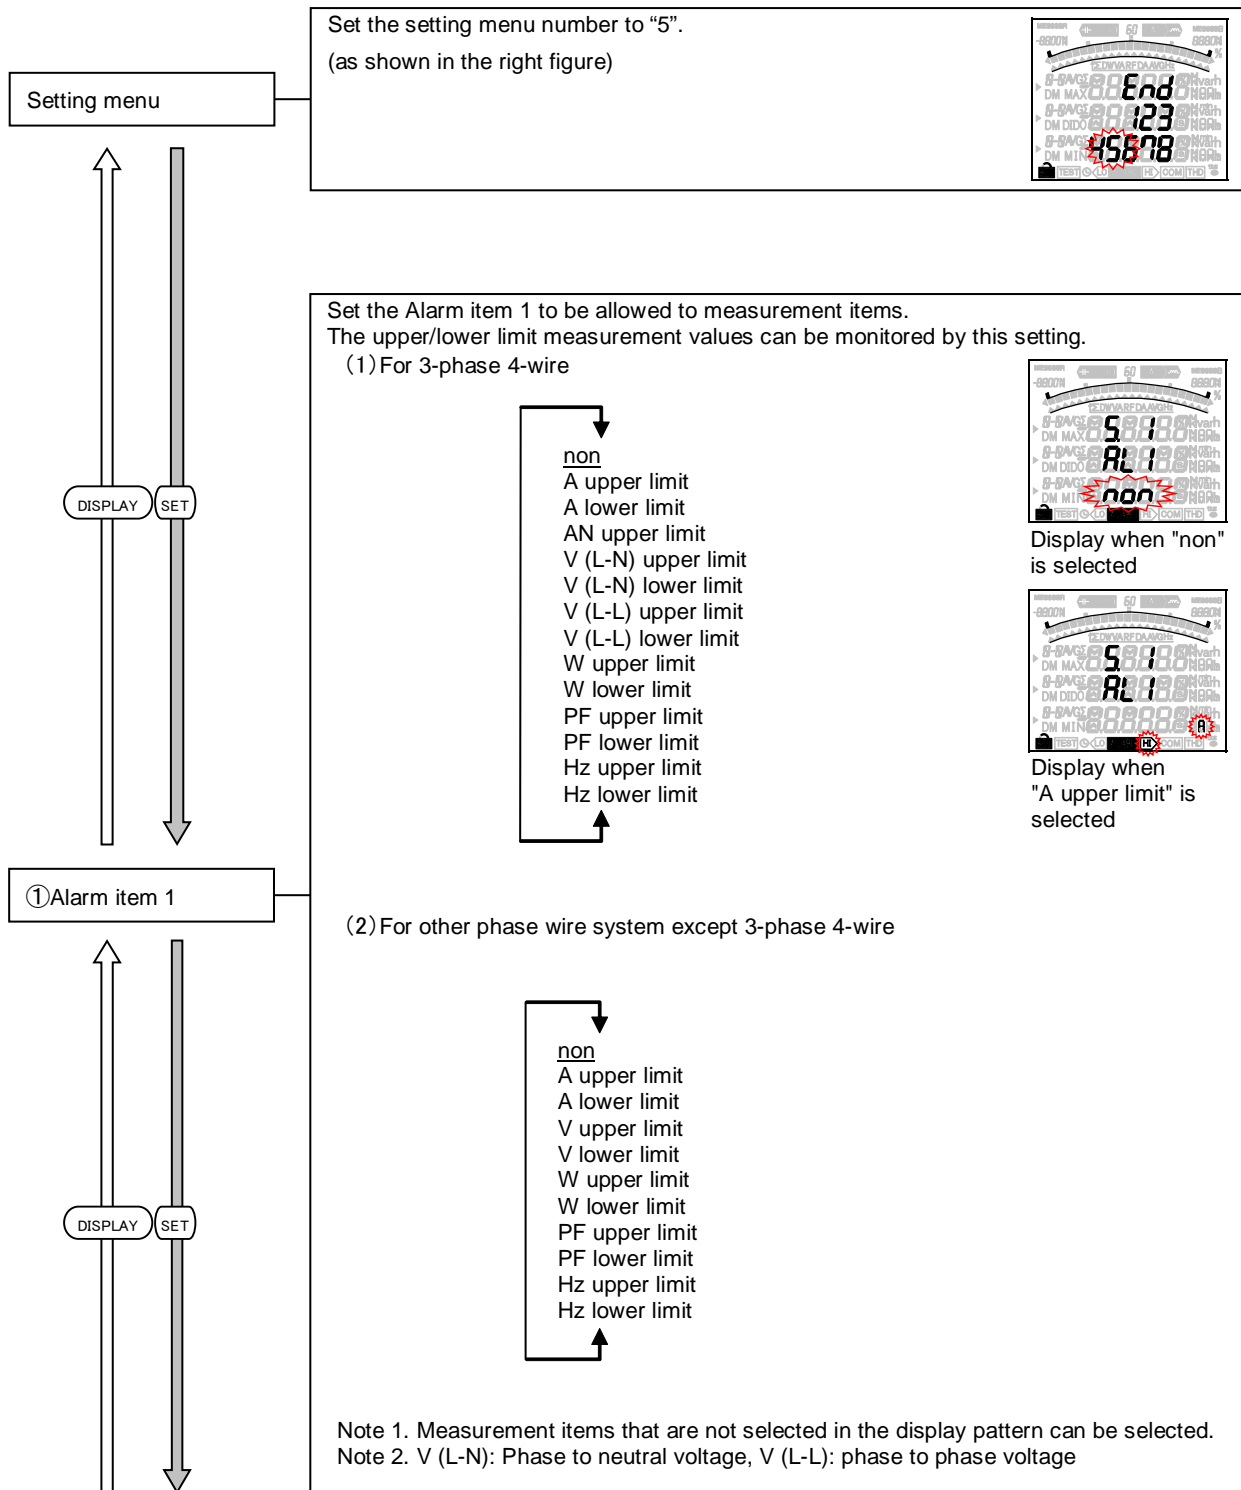 Set the setting menu number to “5”.
(as shown in the right figure)
Setting menu
End
123
45678
Set the Alarm item 1 to be allowed to measurement items.
The upper/lower limit measurement values can be monitored by this setting.
(1)For 3-phase 4-wire
non
A upper limit
A lower limit
AN upper limit
V (L-N) upper limit
V (L-N) lower limit
V (L-L) upper limit
V (L-L) lower limit
W upper limit
W lower limit
PF upper limit
PF lower limit
Hz upper limit
Hz lower limit
5. 1
AL1
non
Display when "non"
is selected
5. 1
AL1
A
HI
Display when
"A upper limit" is
selected
DISPLAY
SET
①Alarm item 1
(2)For other phase wire system except 3-phase 4-wire
non
A upper limit
A lower limit
V upper limit
V lower limit
W upper limit
W lower limit
PF upper limit
PF lower limit
Hz upper limit
Hz lower limit
DISPLAY
SET
Note 1. Measurement items that are not selected in the display pattern can be selected.
Note 2. V (L-N): Phase to neutral voltage, V (L-L): phase to phase voltage